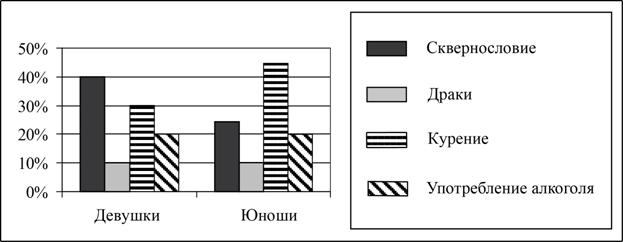 50%
40%
30%
20%
10%
0%
Девушки
Юноши
Сквернословие
Драки
Курение
Употребление алкоголя